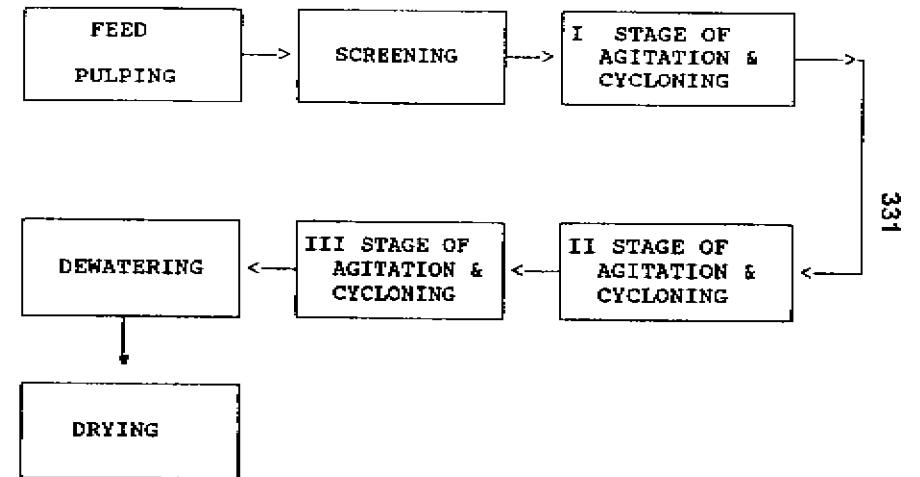 FEED
PULPING
SCREENING
I STAGE OF
AGITATION &
CYCLONING
II STAGE OF
AGITATION &
CYCLONING
III STAGE OF
AGITATION &
CYCLONING
DEWATERING
DRYING
331